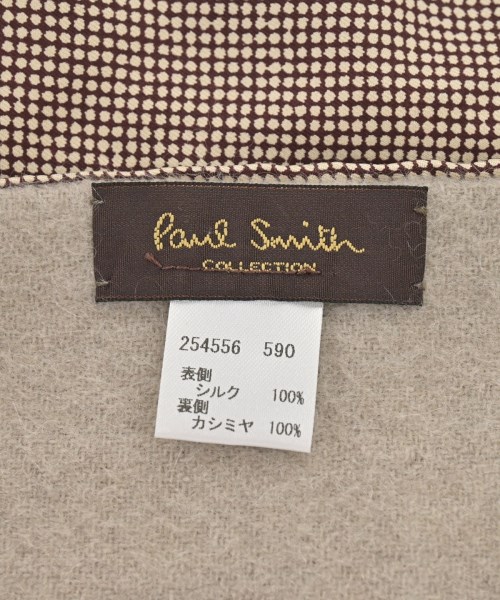 Paul Smith
COLLECTION
254556 590
表側
シルク 100%
裏側
カシミヤ 100%